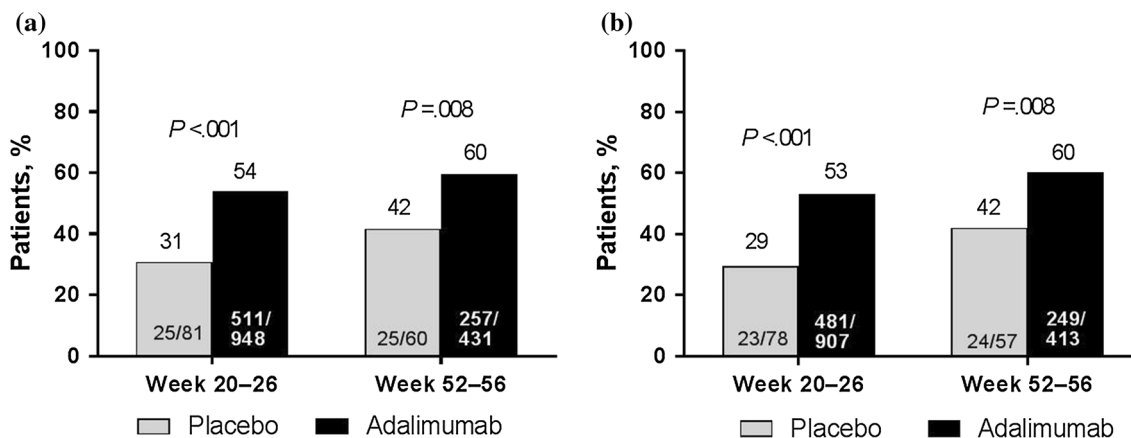 (a)
100
80
60
40
20
0
Patients, %
P<.001
P=.008
31
54
42
60
25/81
511/
948
25/60
257/
431
Week 20–26
Week 52–56
Placebo
Adalimumab
(b)
100
80
60
40
20
0
Patients, %
P<.001
P=.008
29
53
42
60
23/78
481/
907
24/57
249/
413
Week 20–26
Week 52–56
Placebo
Adalimumab